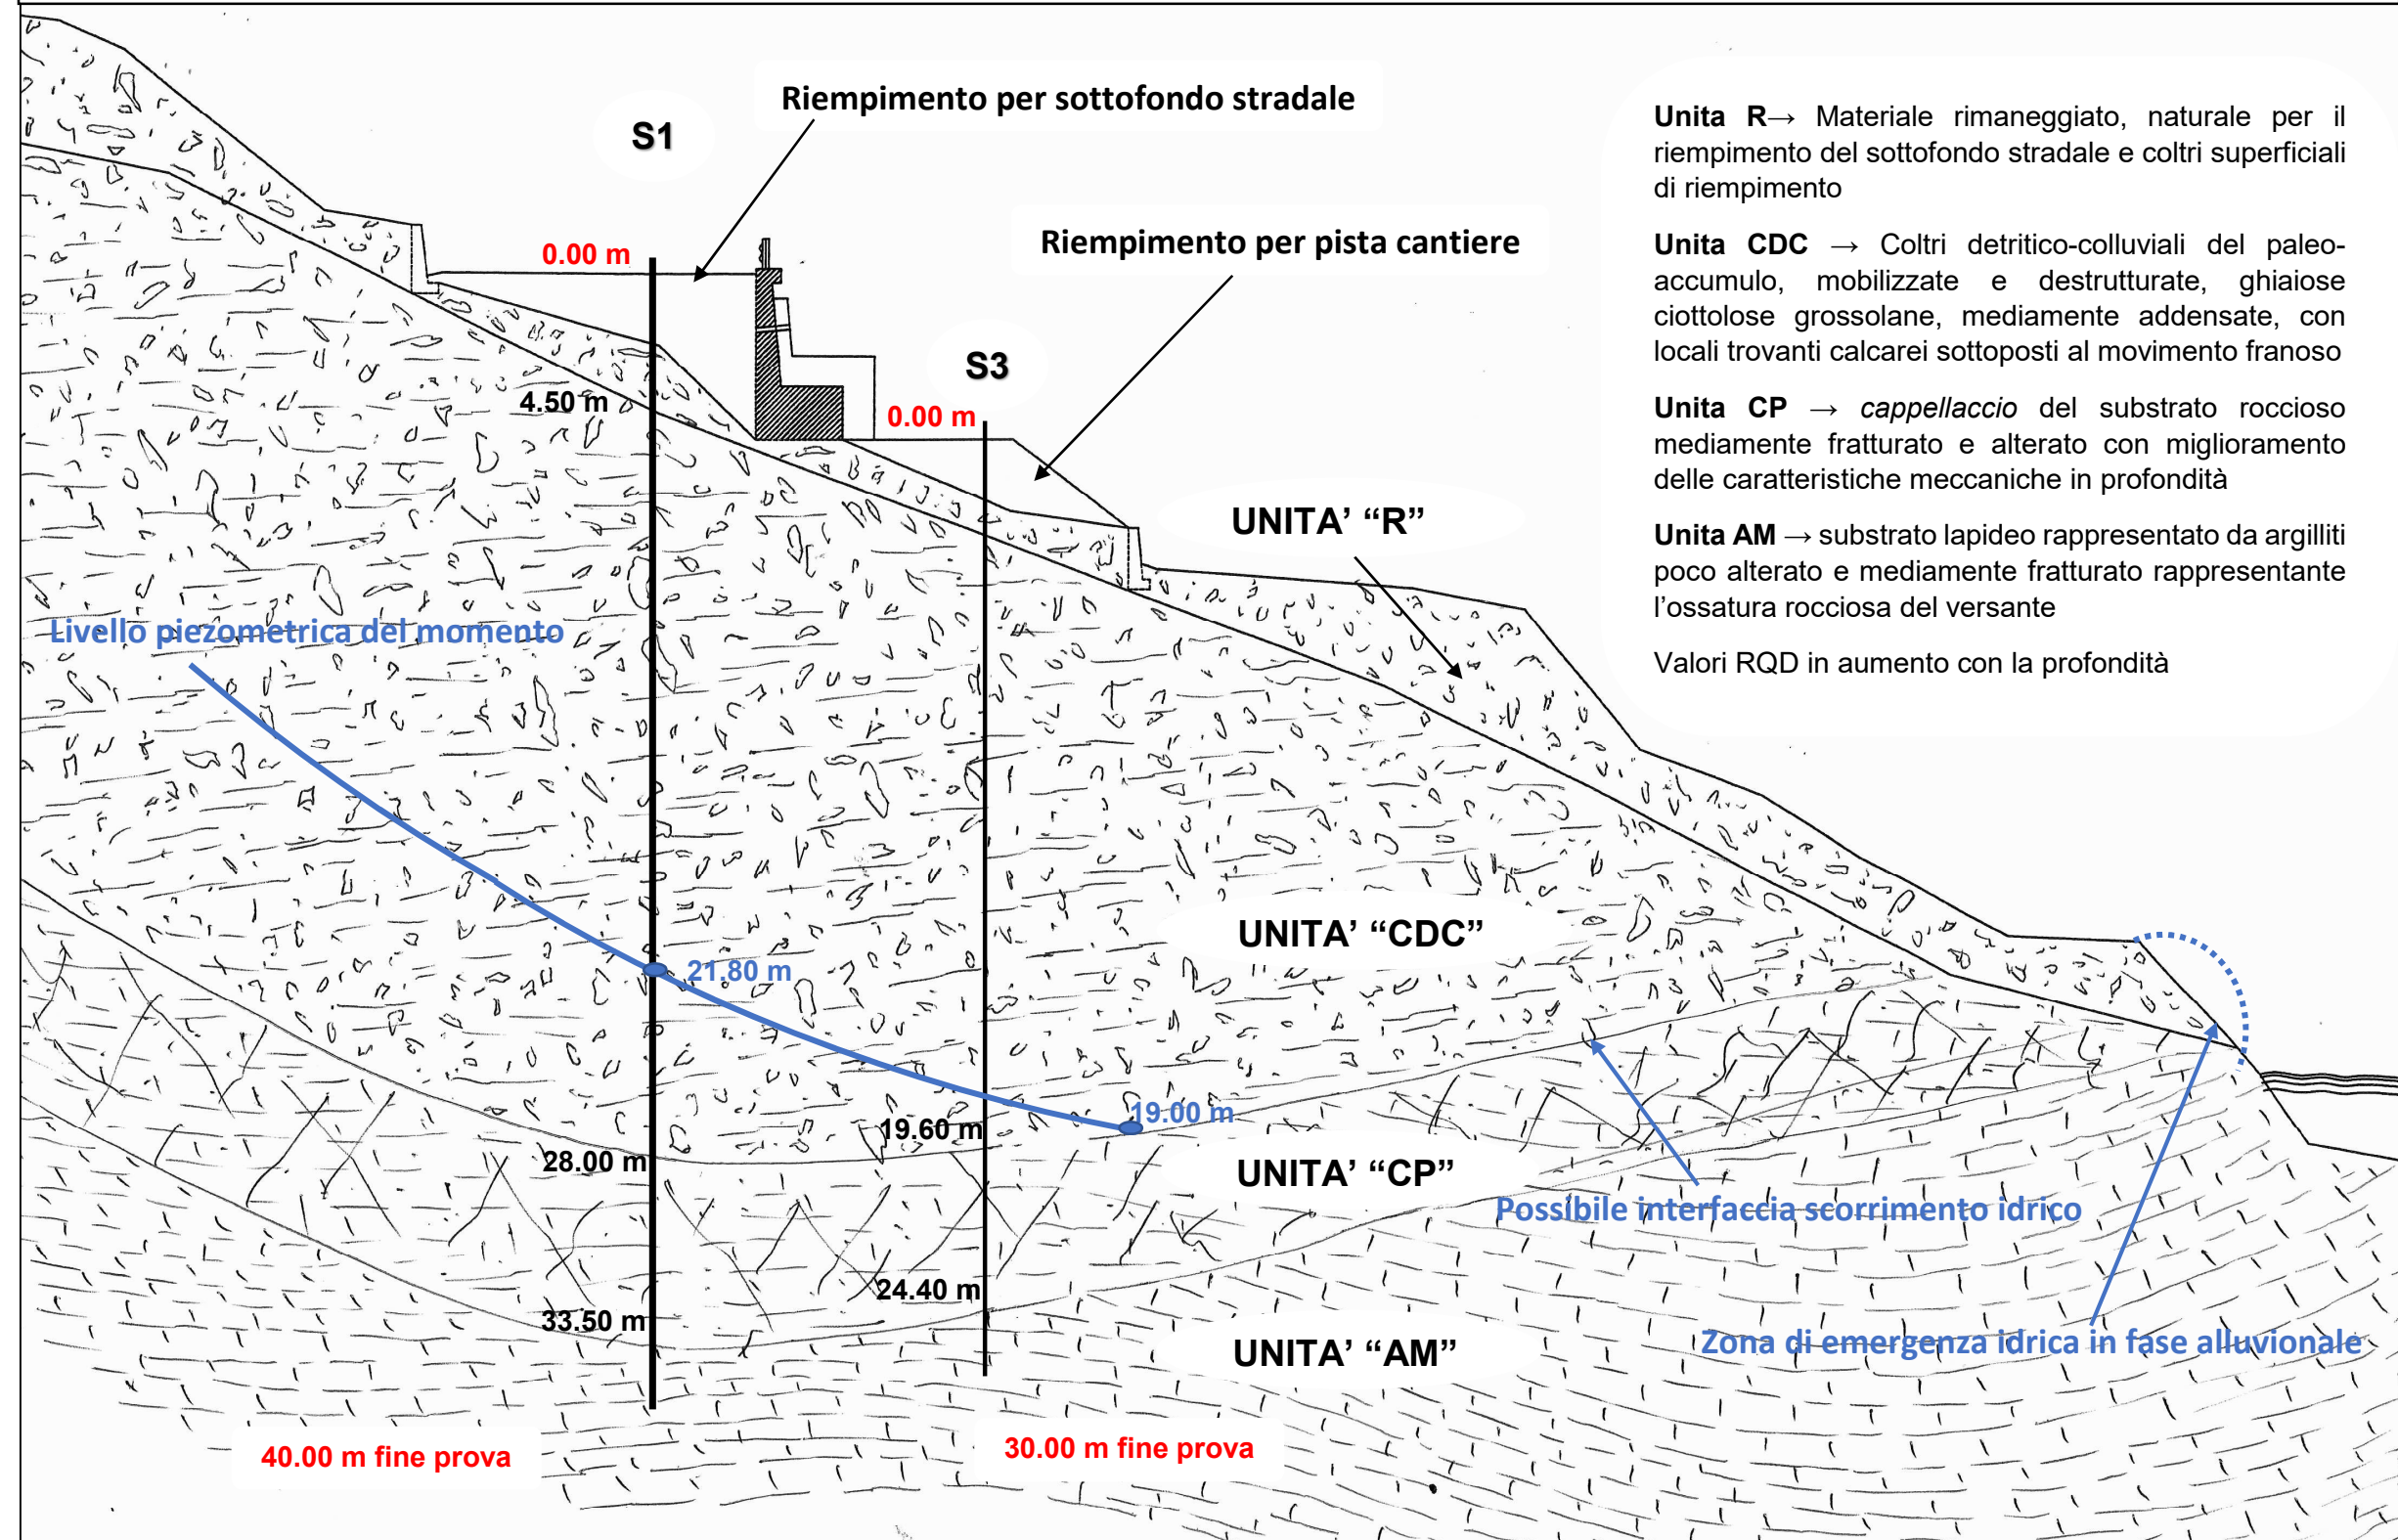 Riempimento per sottofondo stradale
S1
Riempimento per pista cantiere
0.00 m
S3
4.50 m
0.00 m
UNITA’ “R”
Livello piezometrica del momento
UNITA’ “CDC”
21.80 m
19.00 m
19.60 m
28.00 m
UNITA’ “CP”
Possibile interfaccia scorrimento idrico
24.40 m
33.50 m
UNITA’ “AM”
Zona di emergenza idrica in fase alluvionale
40.00 m fine prova
30.00 m fine prova
Unita R→ Materiale rimaneggiato, naturale per il
riempimento del sottofondo stradale e coltri superficiali
di riempimento
Unita CDC → Coltri detritico-colluviali del paleo-
accumulo, mobilizzate e destrutturate, ghiaiose
ciottolose grossolane, mediamente addensate, con
locali trovanti calcarei sottoposti al movimento franoso
Unita CP → cappellaccio del substrato roccioso
mediamente fratturato e alterato con miglioramento
delle caratteristiche meccaniche in profondità
Unita AM → substrato lapideo rappresentato da argilliti
poco alterato e mediamente fratturato rappresentante
l’ossatura rocciosa del versante
Valori RQD in aumento con la profondità